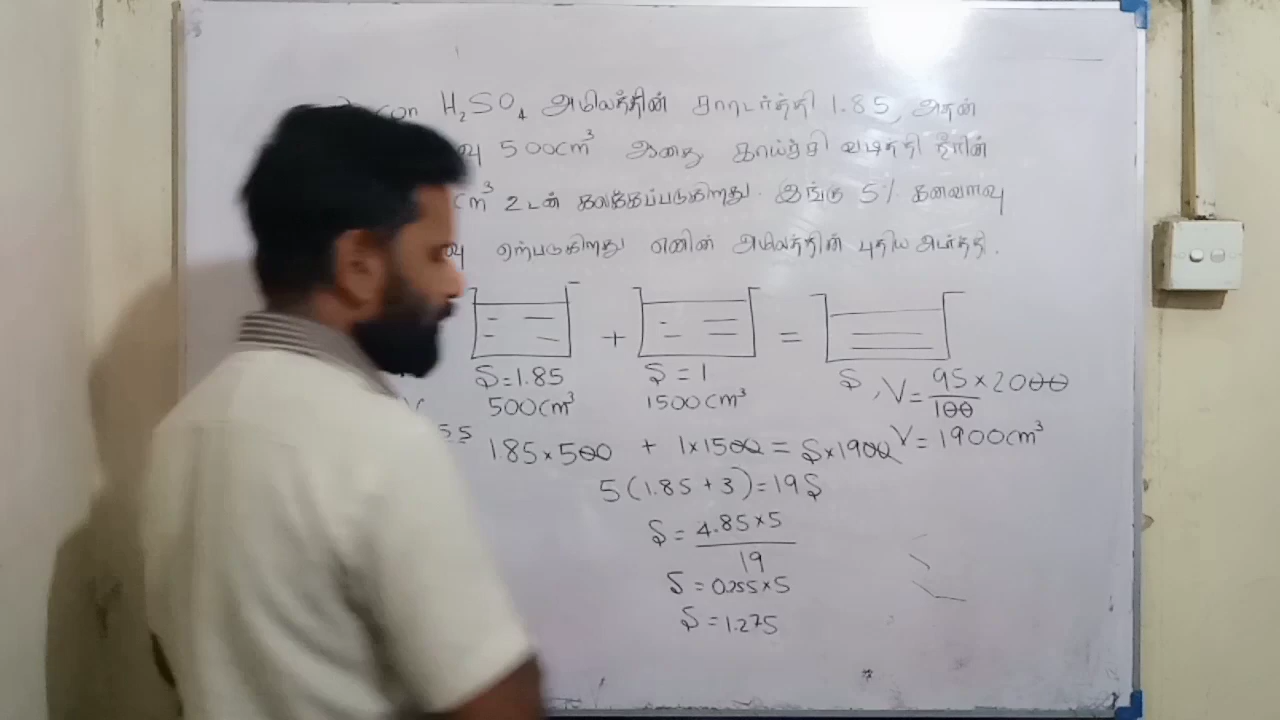 con H₂SO₄ அமிலத்தின் சாரடர்த்தி 1.85, அதன்
வு 500cm³ ஆனது காய்ச்சி வடித்த நீரின்
cm³ உடன் கலக்கப்படுகிறது. இங்கு 5% கனவளவு
வு ஏற்படுகிறது எனின் அமிலத்தின் புதிய அடர்த்தி.
+ =
S=1.85 S=1 S, V = 95×2000/100
500cm³ 1500cm³
1.85×500 + 1×1500 = S×1900 V=1900cm³
5(1.85+3)=19S
S = 4.85×5/19
S = 0.255×5
S = 1.275